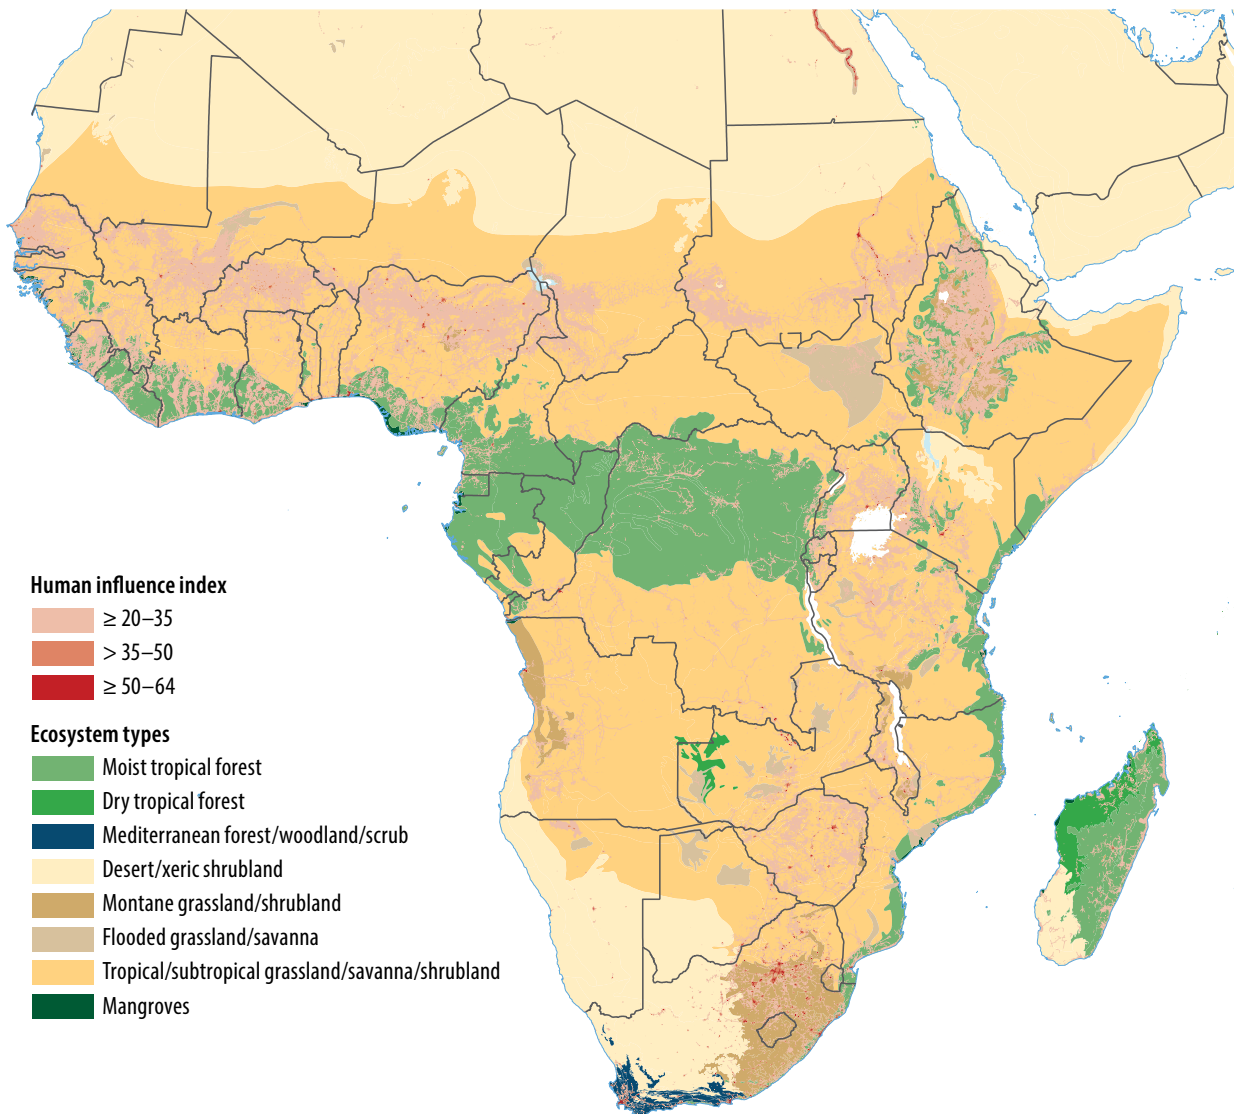 Human influence index
≥ 20–35
> 35–50
≥ 50–64
Ecosystem types
Moist tropical forest
Dry tropical forest
Mediterranean forest/woodland/scrub
Desert/xeric shrubland
Montane grassland/shrubland
Flooded grassland/savanna
Tropical/subtropical grassland/savanna/shrubland
Mangroves